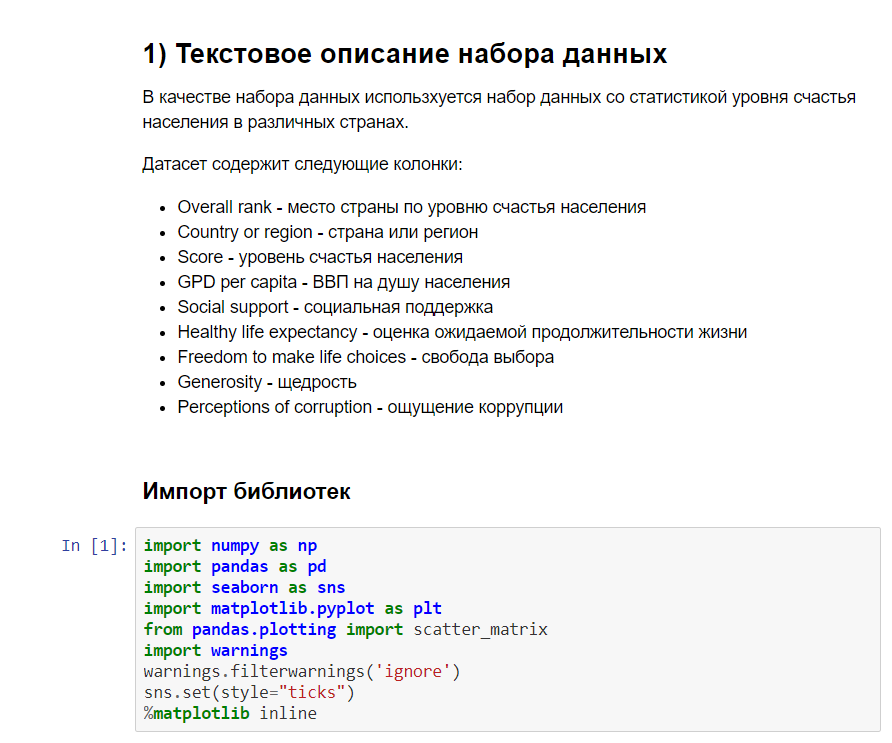 1) Текстовое описание набора данных
В качестве набора данных использхуется набор данных со статистикой уровня счастья
населения в различных странах.
Датасет содержит следующие колонки:
• Overall rank - место страны по уровню счастья населения
• Country or region - страна или регион
• Score - уровень счастья населения
• GPD per capita - ВВП на душу населения
• Social support - социальная поддержка
• Healthy life expectancy - оценка ожидаемой продолжительности жизни
• Freedom to make life choices - свобода выбора
• Generosity - щедрость
• Perceptions of corruption - ощущение коррупции
Импорт библиотек
In [1]: import numpy as np
import pandas as pd
import seaborn as sns
import matplotlib.pyplot as plt
from pandas.plotting import scatter_matrix
import warnings
warnings.filterwarnings('ignore')
sns.set(style="ticks")
%matplotlib inline